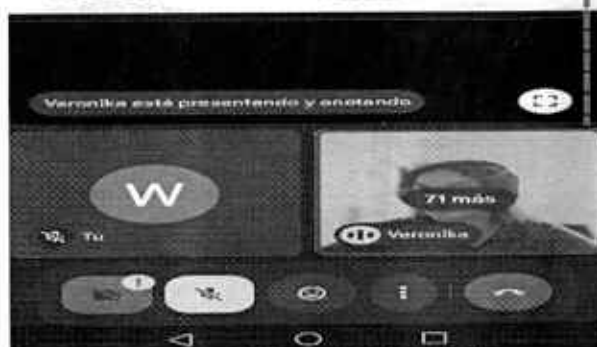 Veronika está presentando y anotando
W
71 más
Tú
Veronika